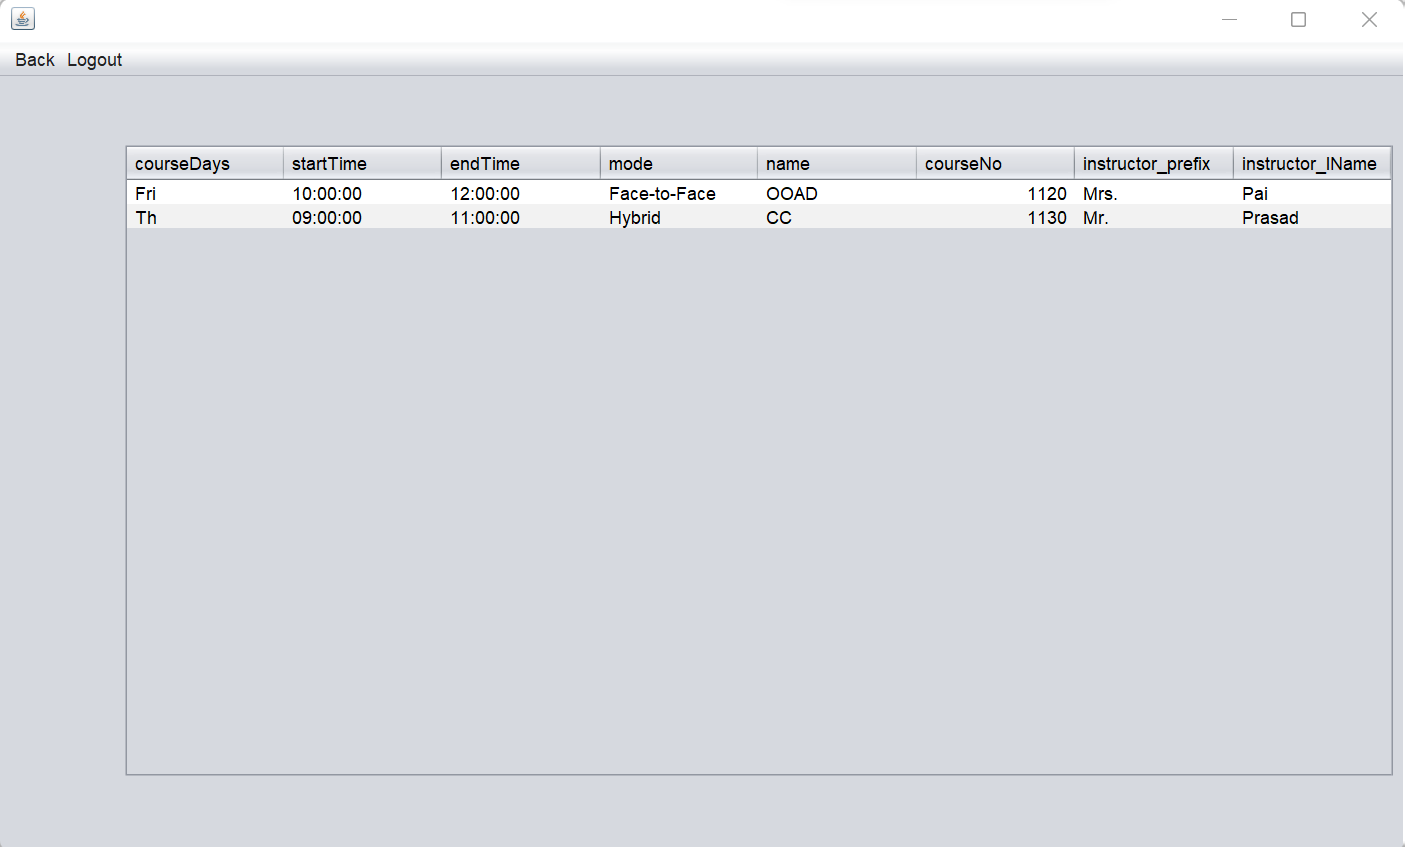 Back Logout
courseDays startTime endTime mode name courseNo instructor_prefix instructor_lName
Fri 10:00:00 12:00:00 Face-to-Face OOAD 1120 Mrs. Pai
Th 09:00:00 11:00:00 Hybrid CC 1130 Mr. Prasad